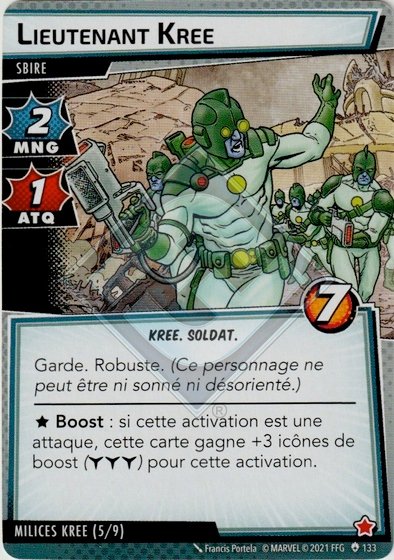 Lieutenant Kree
SBIRE
2
MNG
1
ATQ
7
KREE. SOLDAT.
Garde. Robuste. (Ce personnage ne
peut être ni sonné ni désorienté.)
★ Boost : si cette activation est une
attaque, cette carte gagne +3 icônes de
boost () pour cette activation.
®
MILICES KREE (5/9)
Francis Portela © MARVEL © 2021 FFG 133